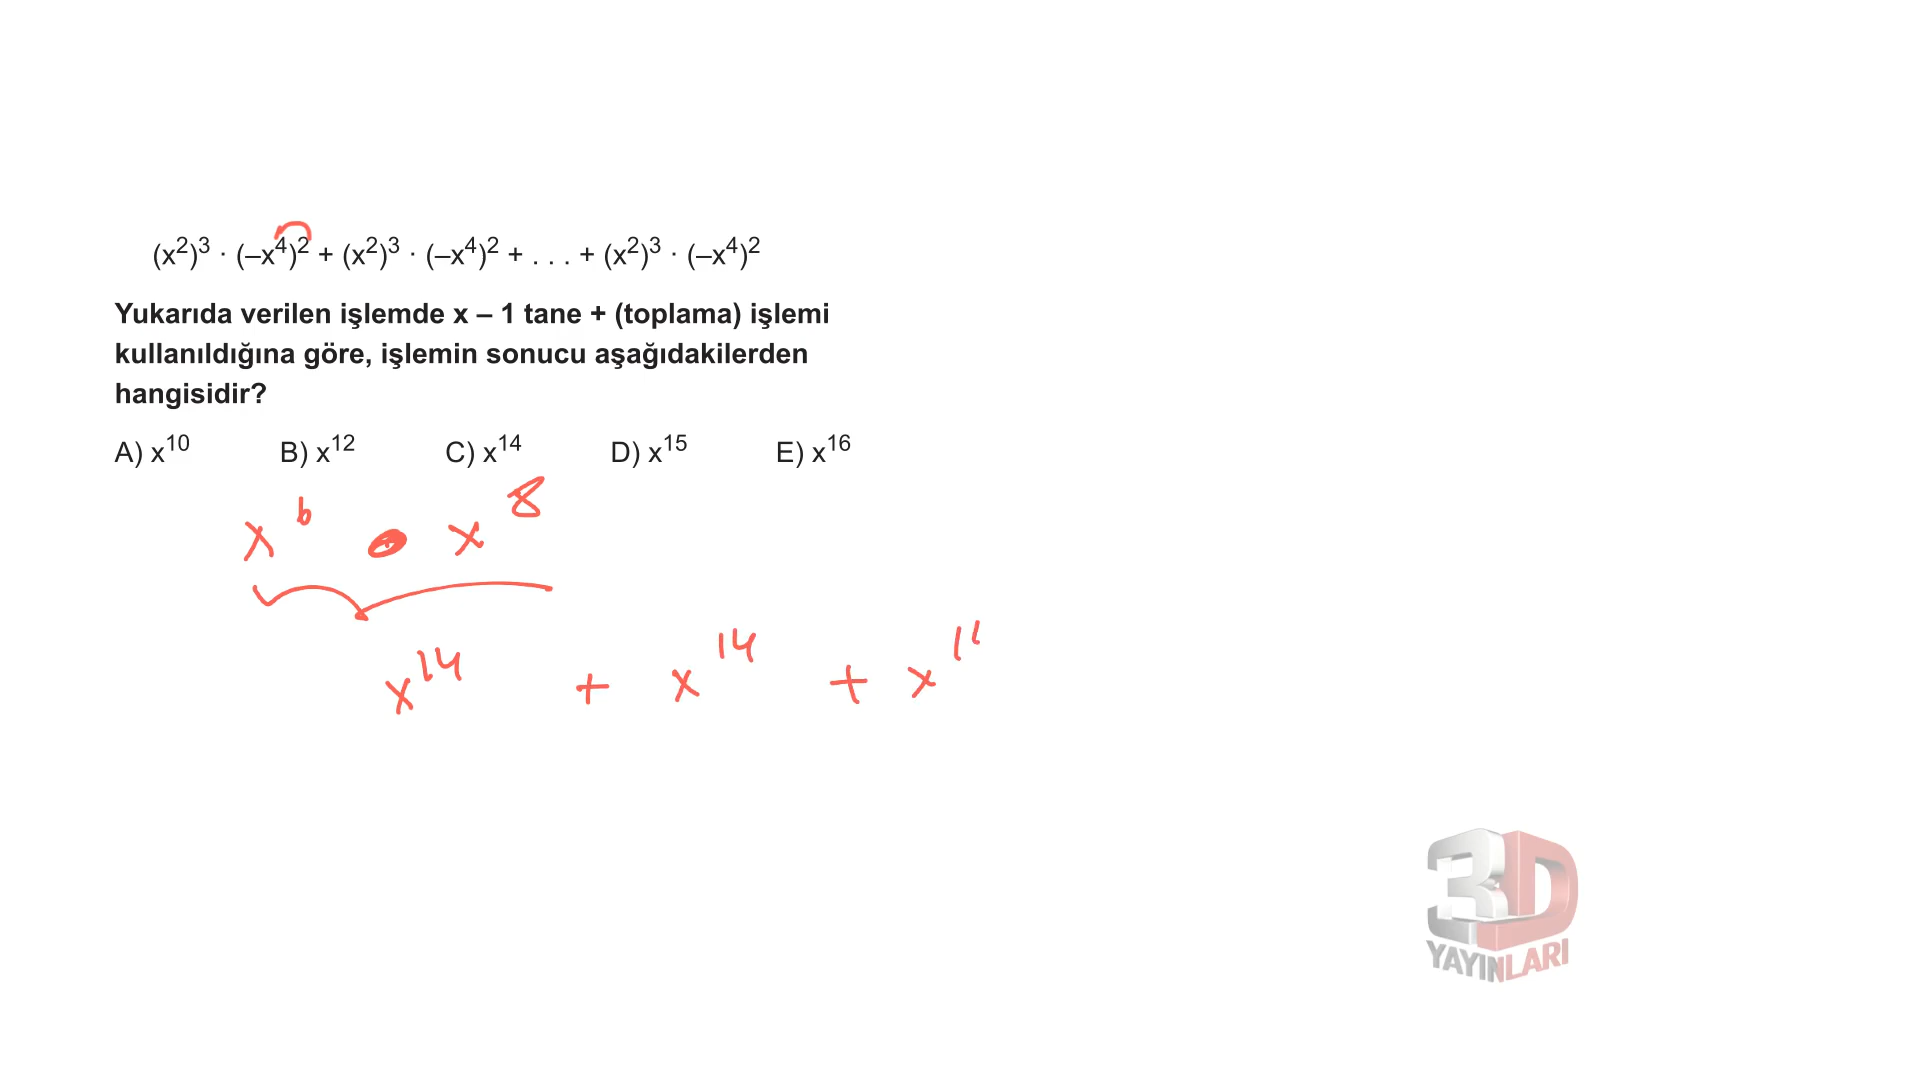 (x²)³ · (–x⁴)² + (x²)³ · (–x⁴)² + . . . + (x²)³ · (–x⁴)²
Yukarıda verilen işlemde x – 1 tane + (toplama) işlemi
kullanıldığına göre, işlemin sonucu aşağıdakilerden
hangisidir?
A) x¹⁰ B) x¹² C) x¹⁴ D) x¹⁵ E) x¹⁶
x⁶ · x⁸
x¹⁴ + x¹⁴ + x¹
3D
YAYINLARI